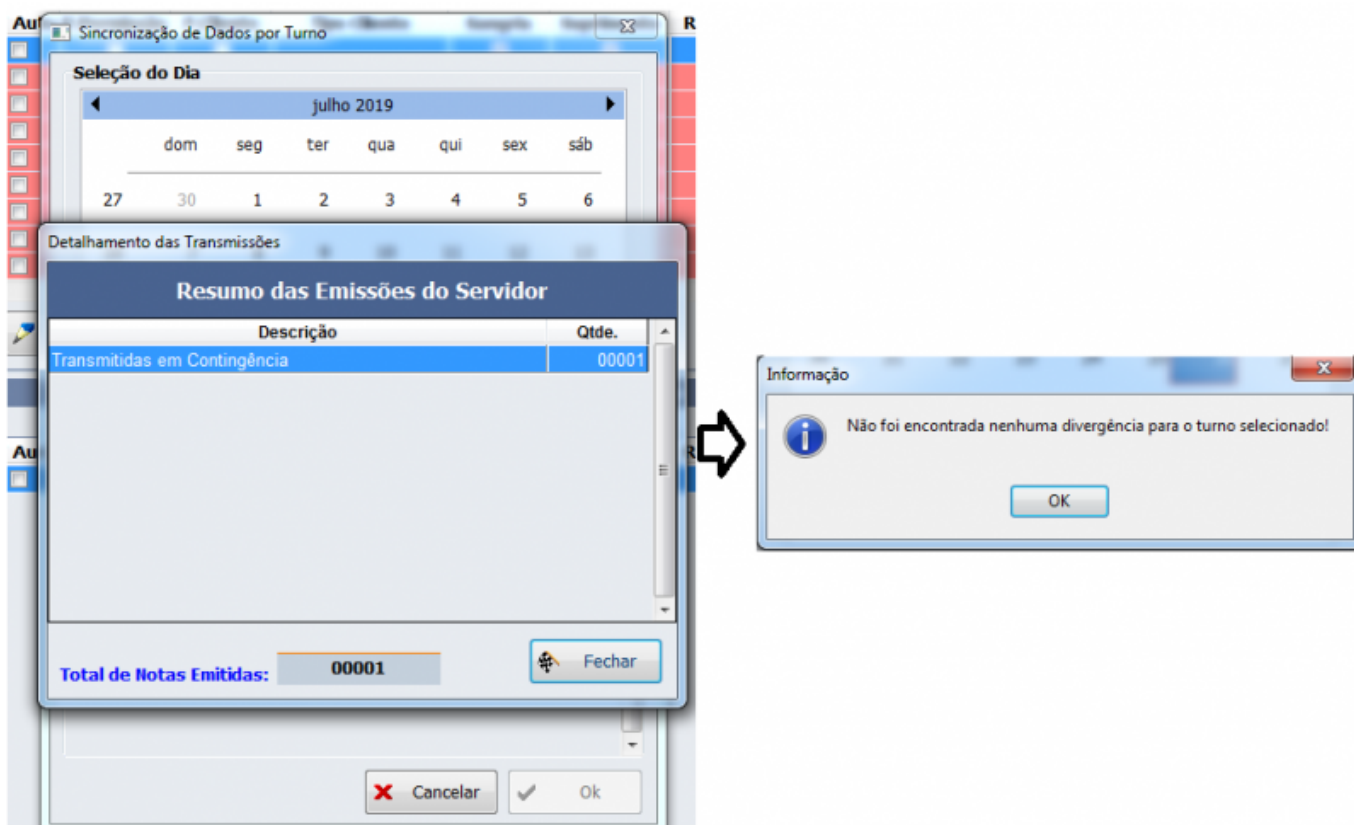 Sincronização de Dados por Turno
Seleção do Dia
julho 2019
dom seg ter qua qui sex sáb
27 30 1 2 3 4 5 6
Detalhamento das Transmissões
Resumo das Emissões do Servidor
Descrição Qtde.
Transmitidas em Contingência 00001
Total de Notas Emitidas: 00001
Fechar
Cancelar Ok
Informação
Não foi encontrada nenhuma divergência para o turno selecionado!
OK